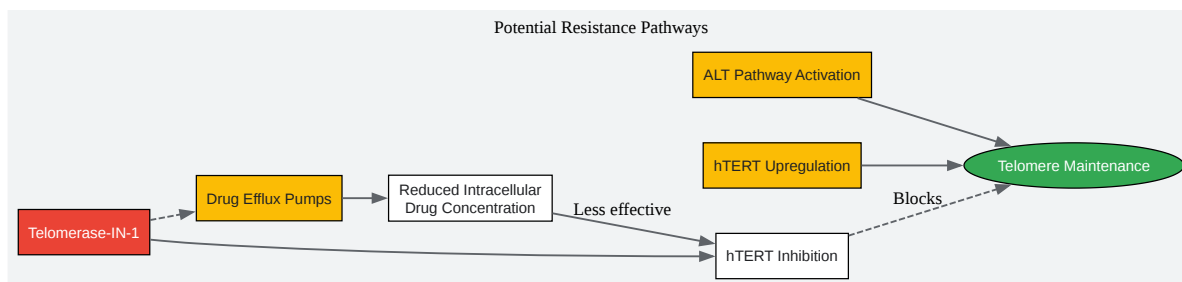 Potential Resistance Pathways
ALT Pathway Activation
hTERT Upregulation
Telomere Maintenance
Drug Efflux Pumps
Reduced Intracellular
Drug Concentration
Less effective
Blocks
Telomerase-IN-1
hTERT Inhibition